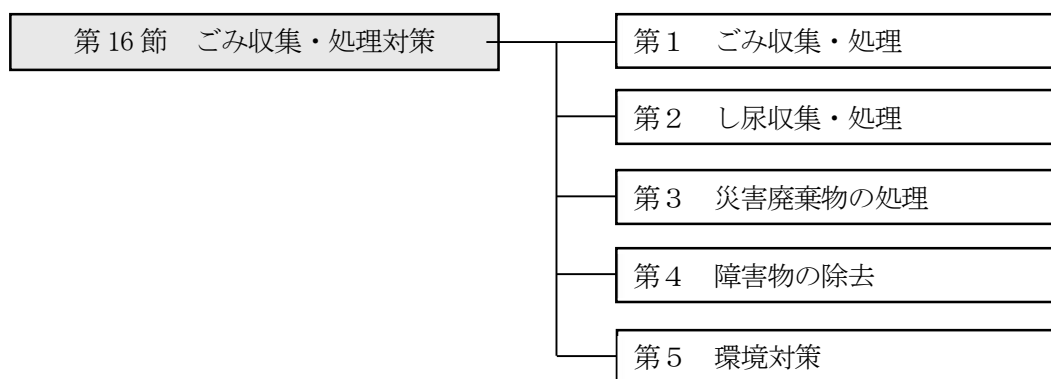 第16節　ごみ収集・処理対策
第１　ごみ収集・処理
第２　し尿収集・処理
第３　災害廃棄物の処理
第４　障害物の除去
第５　環境対策